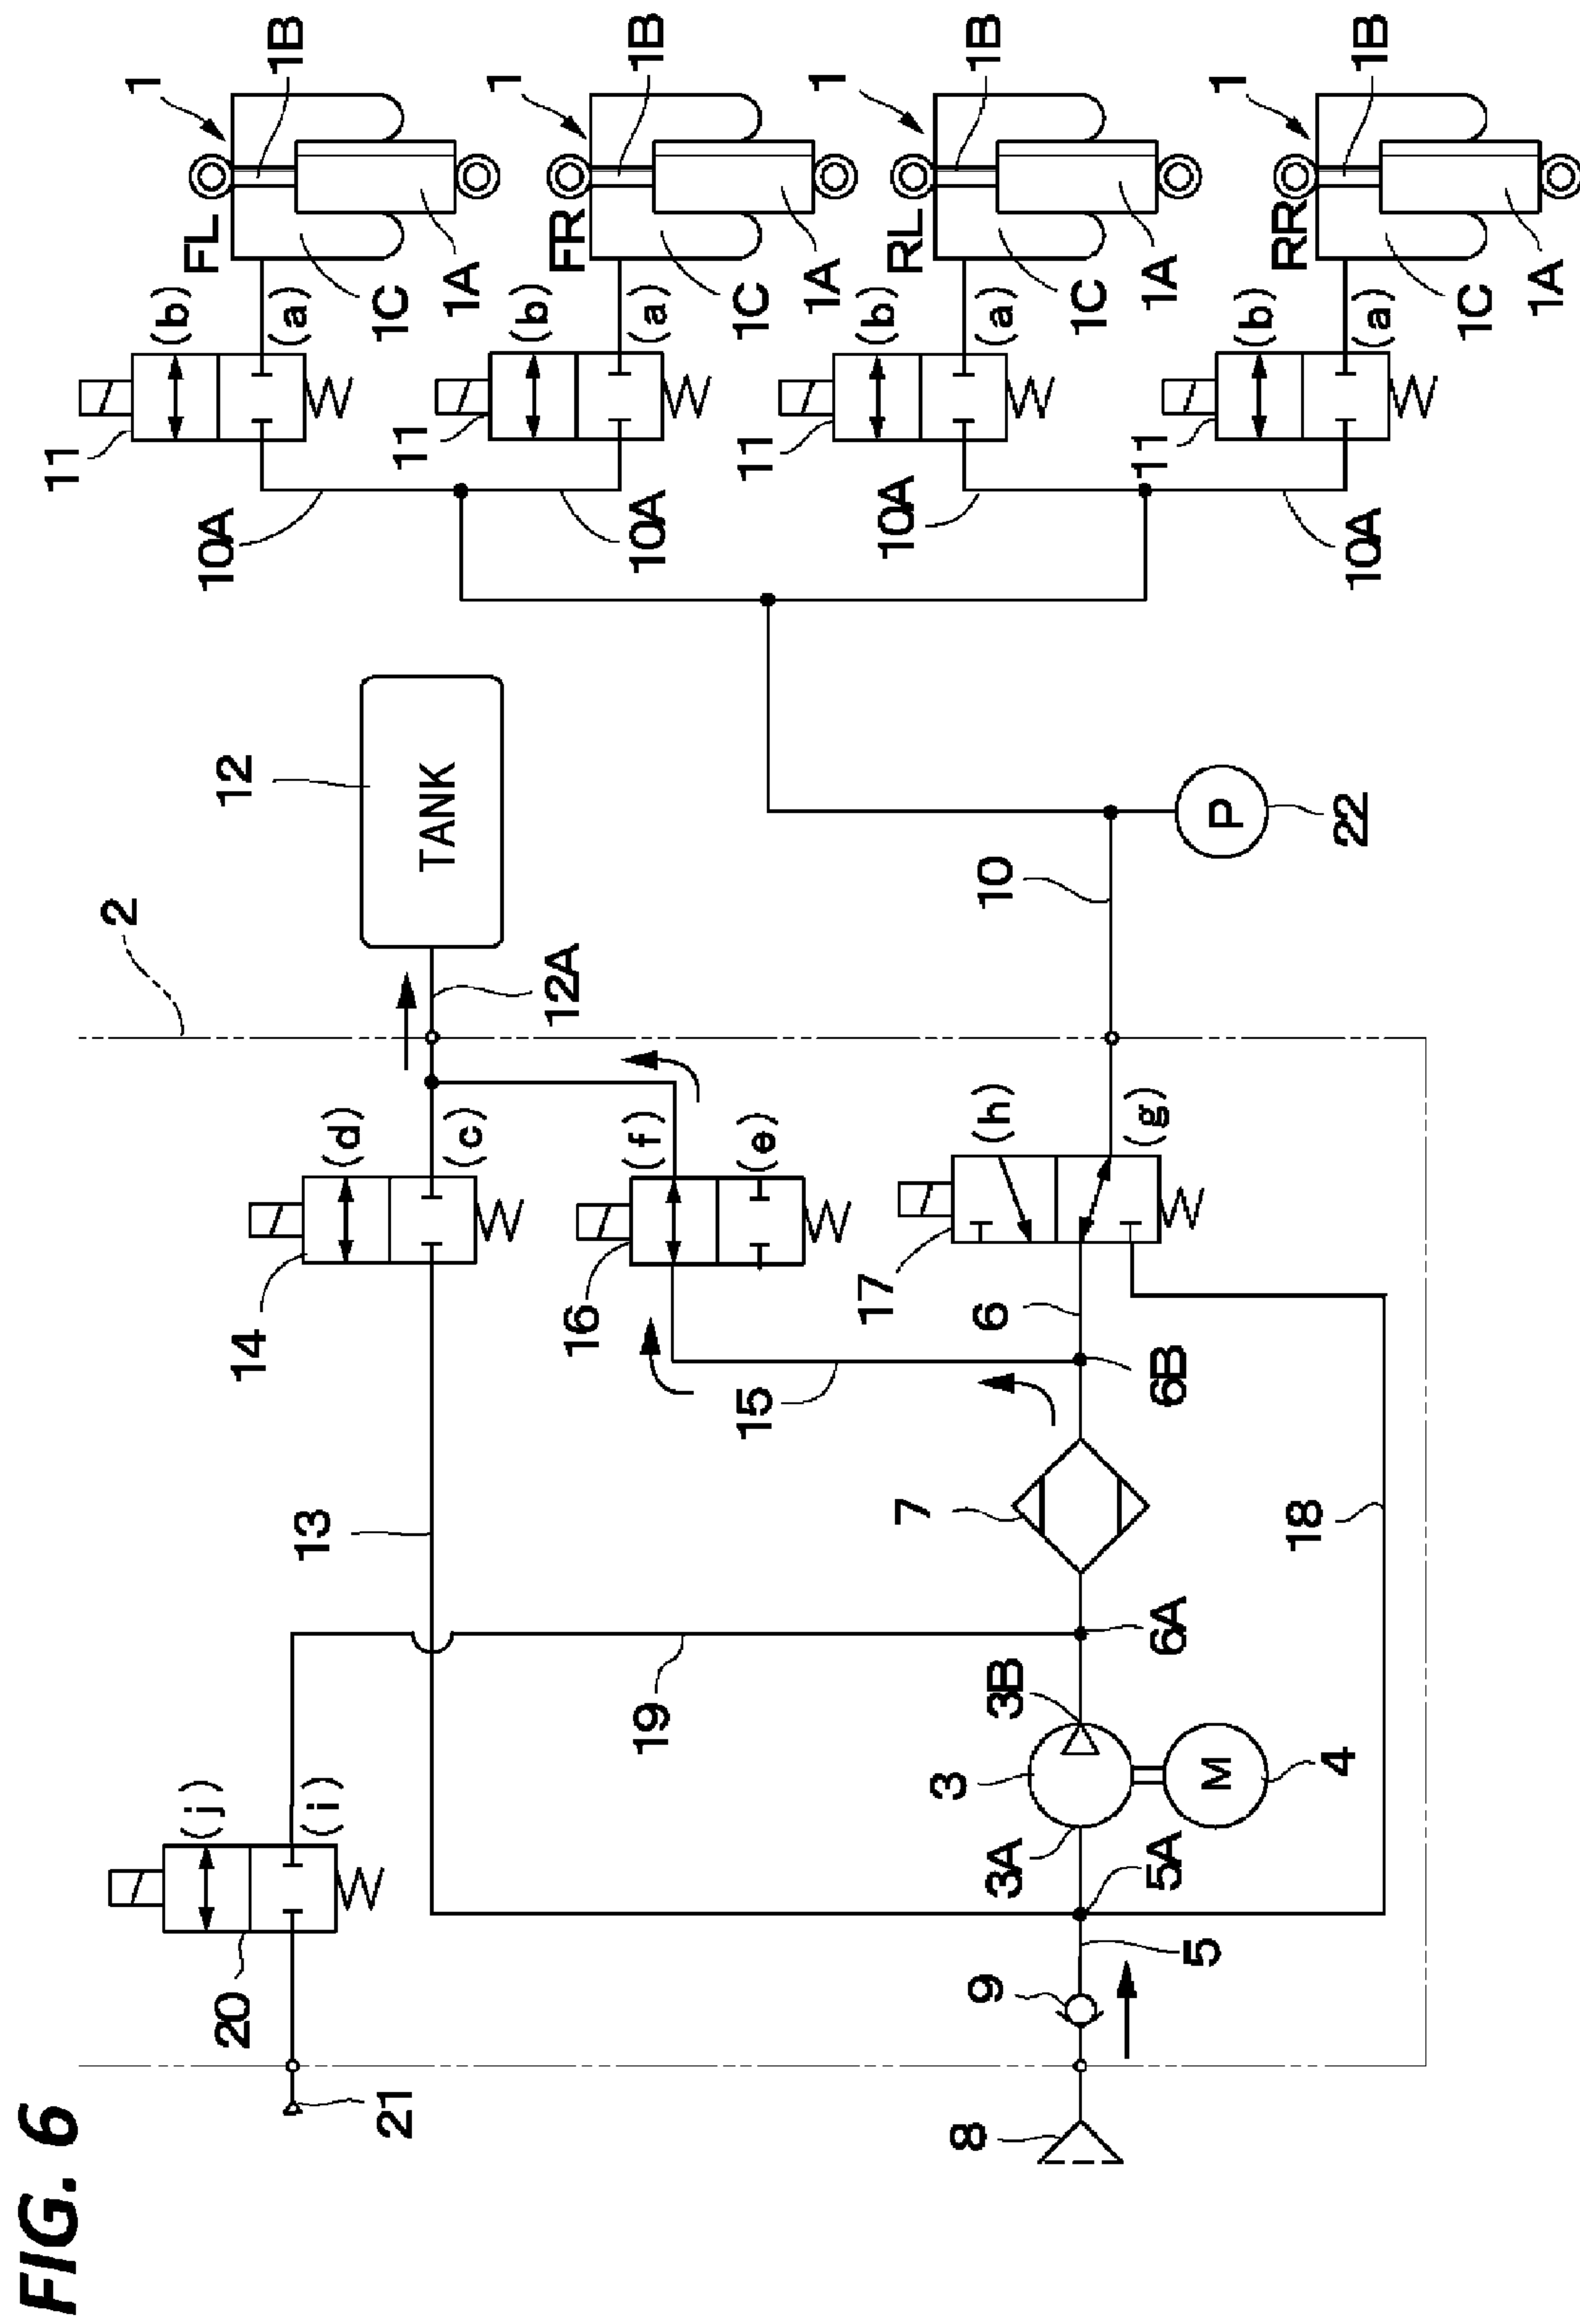 FIG. 6
2
12
TANK
12A
11
(b)
(a)
FL
1
1B
1C
1A
10A
11
(b)
(a)
FR
1
1B
1C
1A
10A
11
(b)
(a)
RL
1
1B
1C
1A
10A
11
(b)
(a)
RR
1
1B
1C
1A
10A
20
(j)
(i)
21
13
14
(d)
(c)
19
16
(f)
(e)
15
17
(h)
(g)
10
P
22
8
9
5
5A
3A
3
3B
M
4
6A
7
6B
6
18